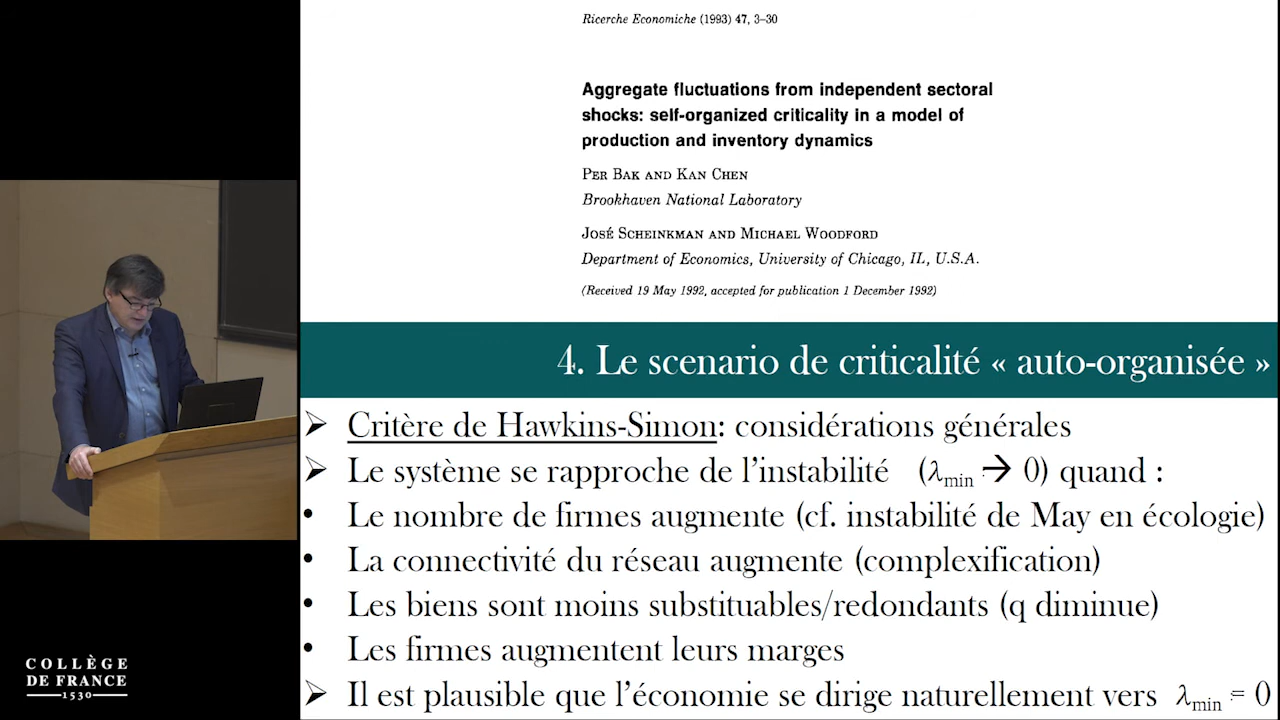 Ricerche Economiche (1993) 47, 3–30
Aggregate fluctuations from independent sectoral
shocks: self-organized criticality in a model of
production and inventory dynamics
PER BAK AND KAN CHEN
Brookhaven National Laboratory
JOSÉ SCHEINKMAN AND MICHAEL WOODFORD
Department of Economics, University of Chicago, IL, U.S.A.
(Received 19 May 1992, accepted for publication 1 December 1992)
4. Le scenario de criticalité « auto-organisée »
➢ Critère de Hawkins-Simon: considérations générales
➢ Le système se rapproche de l'instabilité (λmin → 0) quand :
• Le nombre de firmes augmente (cf. instabilité de May en écologie)
• La connectivité du réseau augmente (complexification)
• Les biens sont moins substituables/redondants (q diminue)
• Les firmes augmentent leurs marges
➢ Il est plausible que l'économie se dirige naturellement vers λmin = 0
COLLÈGE
DE FRANCE
1530